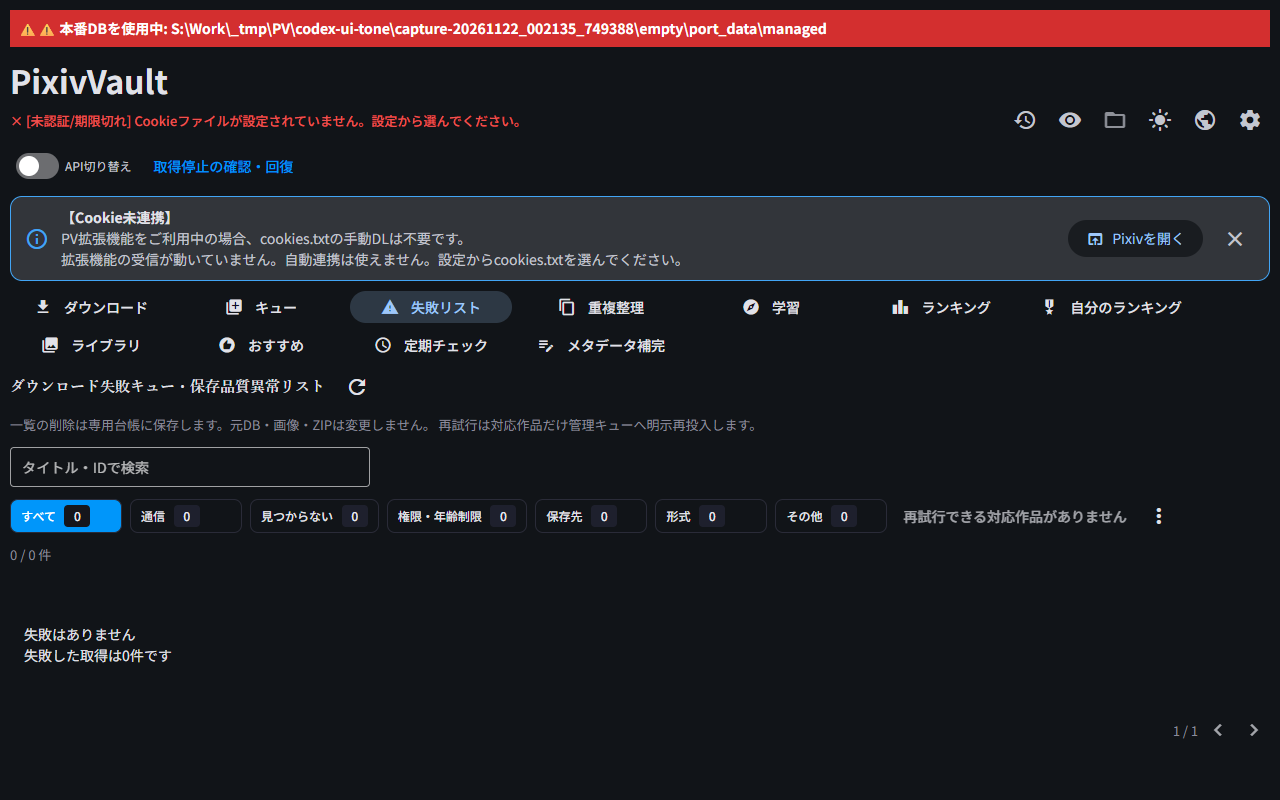 本番DBを使用中: S:\Work\_tmp\PV\codex-ui-tone\capture-20261122_002135_749388\empty\port_data\managed
PixivVault
× [未認証/期限切れ] Cookieファイルが設定されていません。設定から選んでください。
API切り替え 取得停止の確認・回復
【Cookie未連携】
PV拡張機能をご利用中の場合、cookies.txtの手動DLは不要です。
拡張機能の受信が動いていません。自動連携は使えません。設定からcookies.txtを選んでください。
Pixivを開く
ダウンロード キュー 失敗リスト 重複整理 学習 ランキング 自分のランキング
ライブラリ おすすめ 定期チェック メタデータ補完
ダウンロード失敗キュー・保存品質異常リスト
一覧の削除は専用台帳に保存します。元DB・画像・ZIPは変更しません。 再試行は対応作品だけ管理キューへ明示再投入します。
タイトル・IDで検索
すべて 0 通信 0 見つからない 0 権限・年齢制限 0 保存先 0 形式 0 その他 0 再試行できる対応作品がありません
0 / 0 件
失敗はありません
失敗した取得は0件です
1 / 1